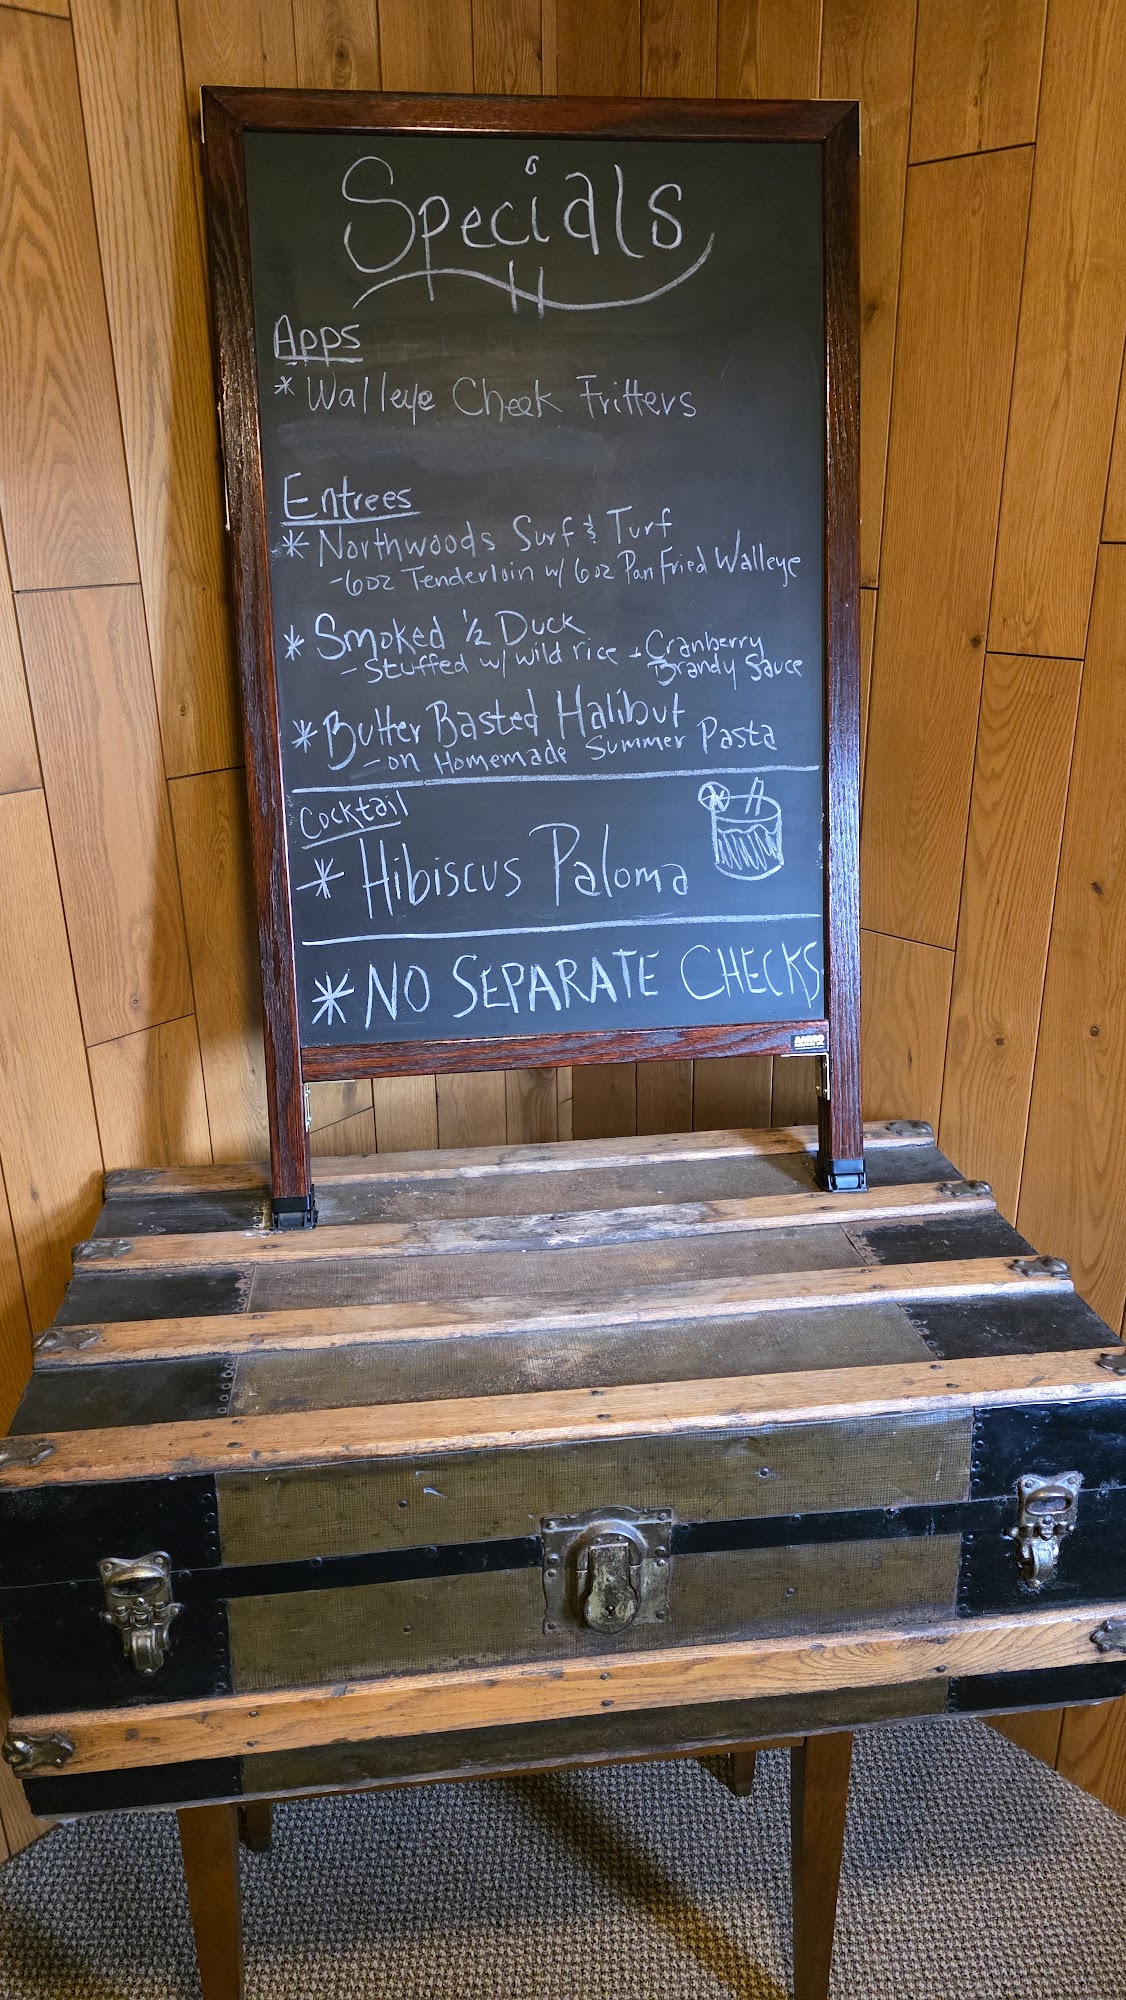 Specials
Apps
* Walleye Cheek Fritters
Entrees
* Northwoods Surf & Turf
- 6oz Tenderloin w/ 6oz Pan Fried Walleye
* Smoked 1/2 Duck
- Stuffed w/ wild rice + Cranberry
Brandy Sauce
* Butter Basted Halibut
- on Homemade Summer Pasta
Cocktail
* Hibiscus Paloma
* NO SEPARATE CHECKS